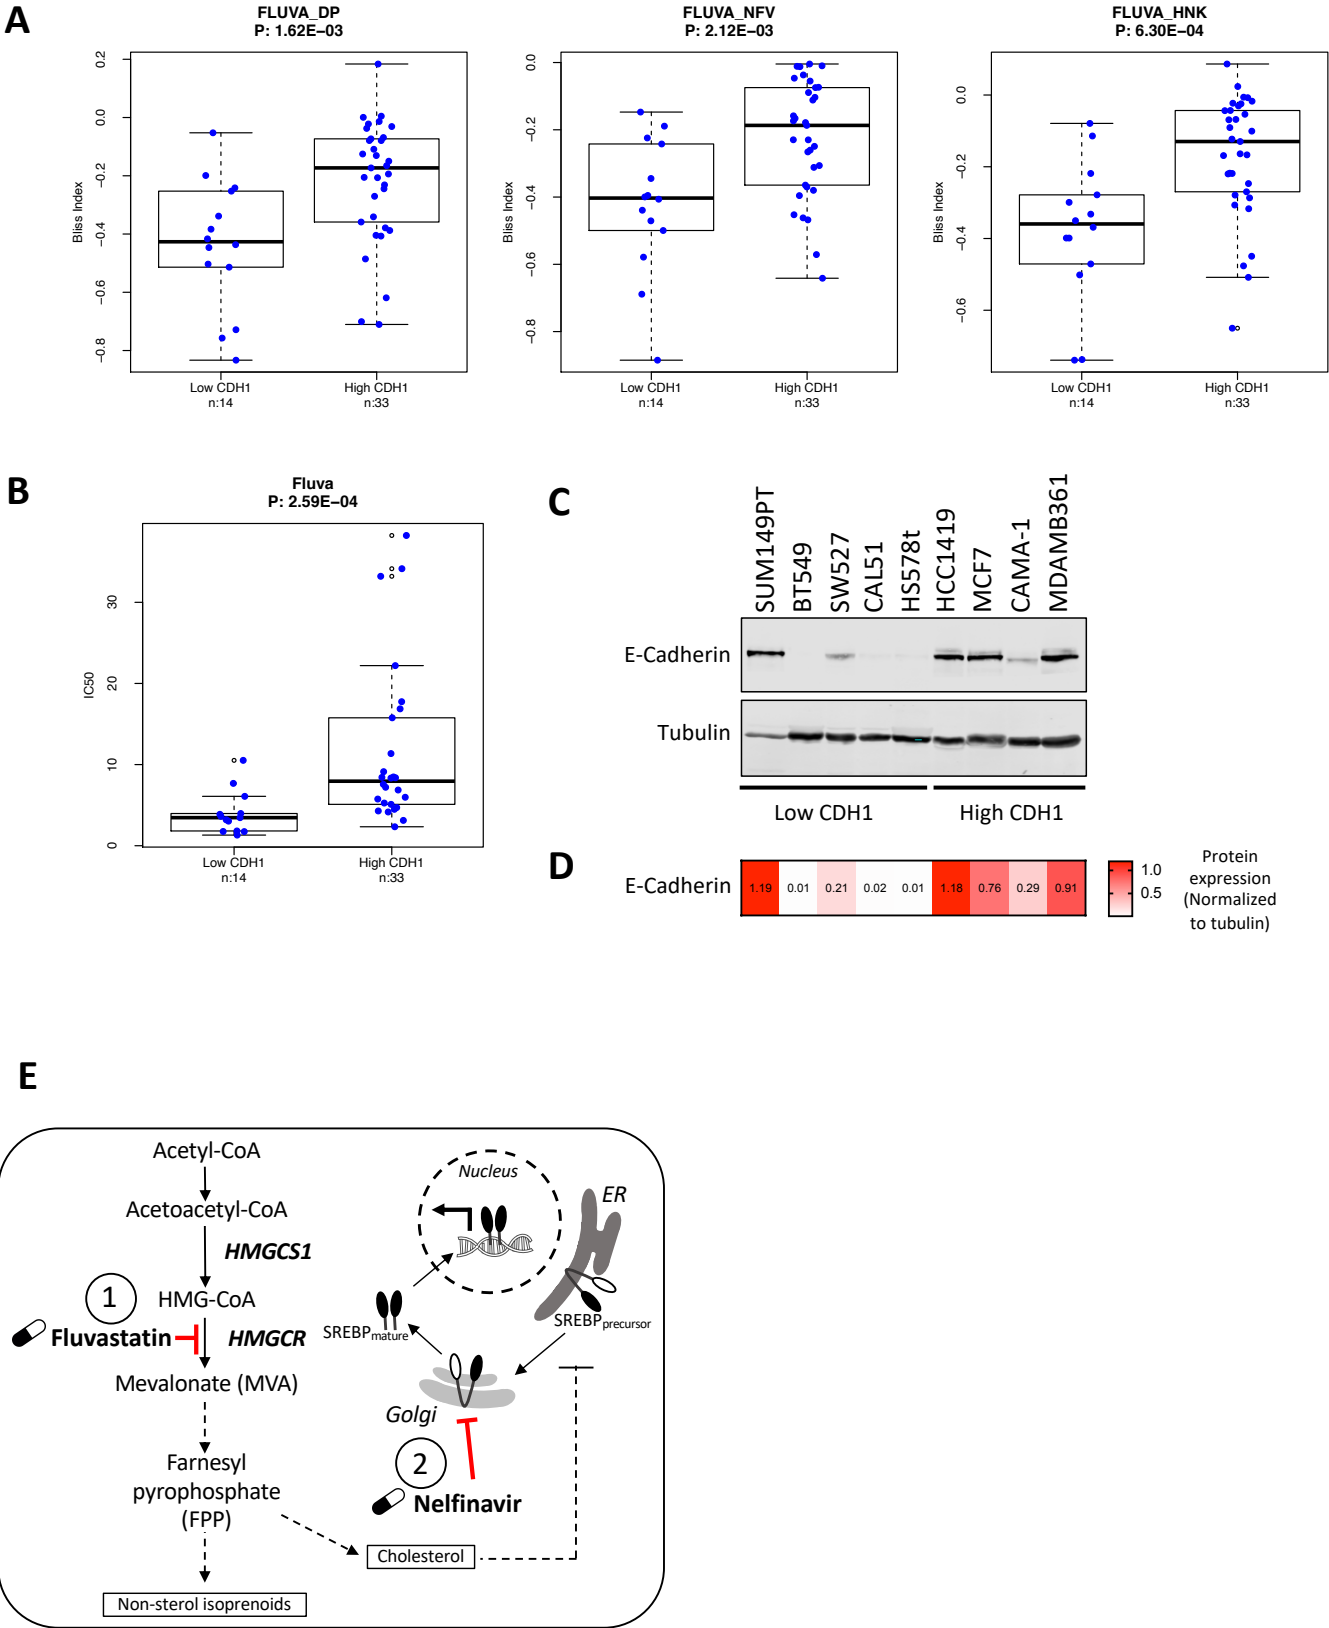 A
FLUVA_DP
P: 1.62E−03
Bliss Index
0.2
0.0
−0.2
−0.4
−0.6
−0.8
Low CDH1
n:14
High CDH1
n:33
FLUVA_NFV
P: 2.12E−03
Bliss Index
0.0
−0.2
−0.4
−0.6
−0.8
Low CDH1
n:14
High CDH1
n:33
FLUVA_HNK
P: 6.30E−04
Bliss Index
0.0
−0.2
−0.4
−0.6
Low CDH1
n:14
High CDH1
n:33
B
Fluva
P: 2.59E−04
IC50
30
20
10
0
Low CDH1
n:14
High CDH1
n:33
C
SUM149PT
BT549
SW527
CAL51
HS578t
HCC1419
MCF7
CAMA-1
MDAMB361
E-Cadherin
Tubulin
Low CDH1
High CDH1
D
E-Cadherin
1.19 0.01 0.21 0.02 0.01 1.18 0.76 0.29 0.91
1.0
0.5
Protein
expression
(Normalized
to tubulin)
E
Acetyl-CoA
Acetoacetyl-CoA
HMGCS1
1
HMG-CoA
Fluvastatin
HMGCR
Mevalonate (MVA)
Farnesyl
pyrophosphate
(FPP)
Non-sterol isoprenoids
Cholesterol
Nucleus
ER
SREBPprecursor
SREBPmature
Golgi
2
Nelfinavir